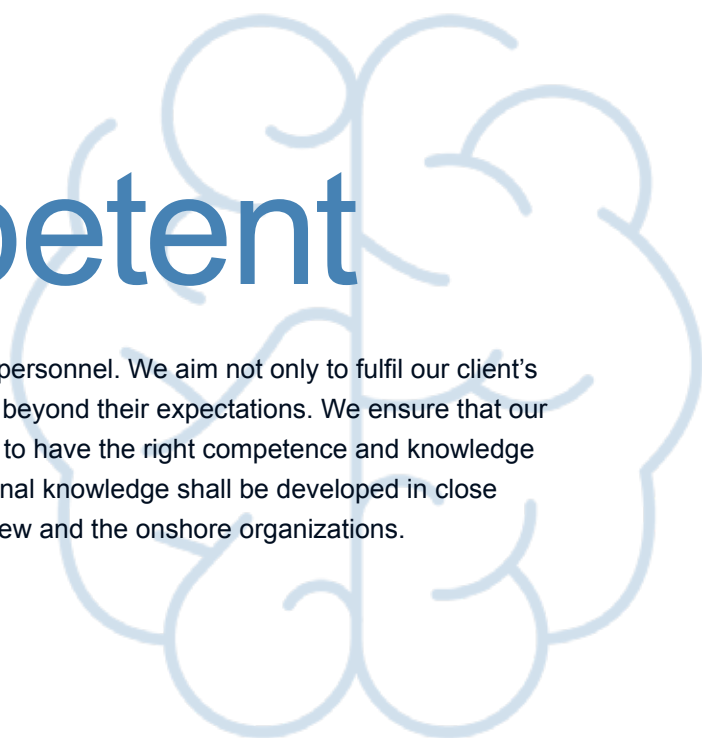 petent
personnel. We aim not only to fulfil our client’s
beyond their expectations. We ensure that our
to have the right competence and knowledge
nal knowledge shall be developed in close
ew and the onshore organizations.